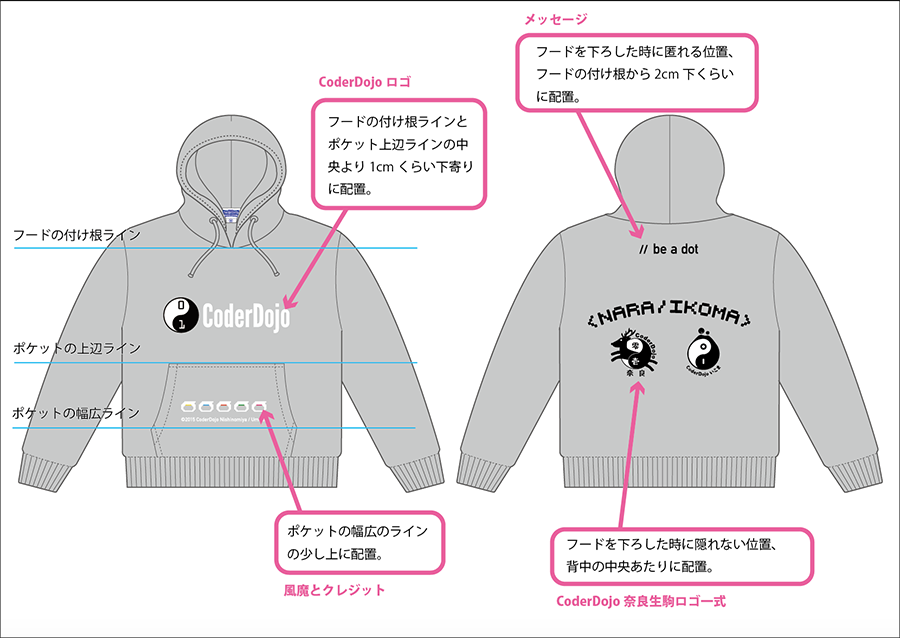 メッセージ
フードを下ろした時に匿れる位置、
フードの付け根から 2cm 下くらい
に配置。
CoderDojo ロゴ
フードの付け根ラインと
ポケット上辺ラインの中
央より 1cm くらい下寄り
に配置。
フードの付け根ライン
// be a dot
0
1
CoderDojo
<NARA/IKOMA>
CoderDojo
零
壱
奈良
0
1
CoderDojo いこま
ポケットの上辺ライン
ポケットの幅広ライン
©2019 CoderDojo
ポケットの幅広のライン
の少し上に配置。
風魔とクレジット
フードを下ろした時に隠れない位置、
背中の中央あたりに配置。
CoderDojo 奈良生駒ロゴ一式